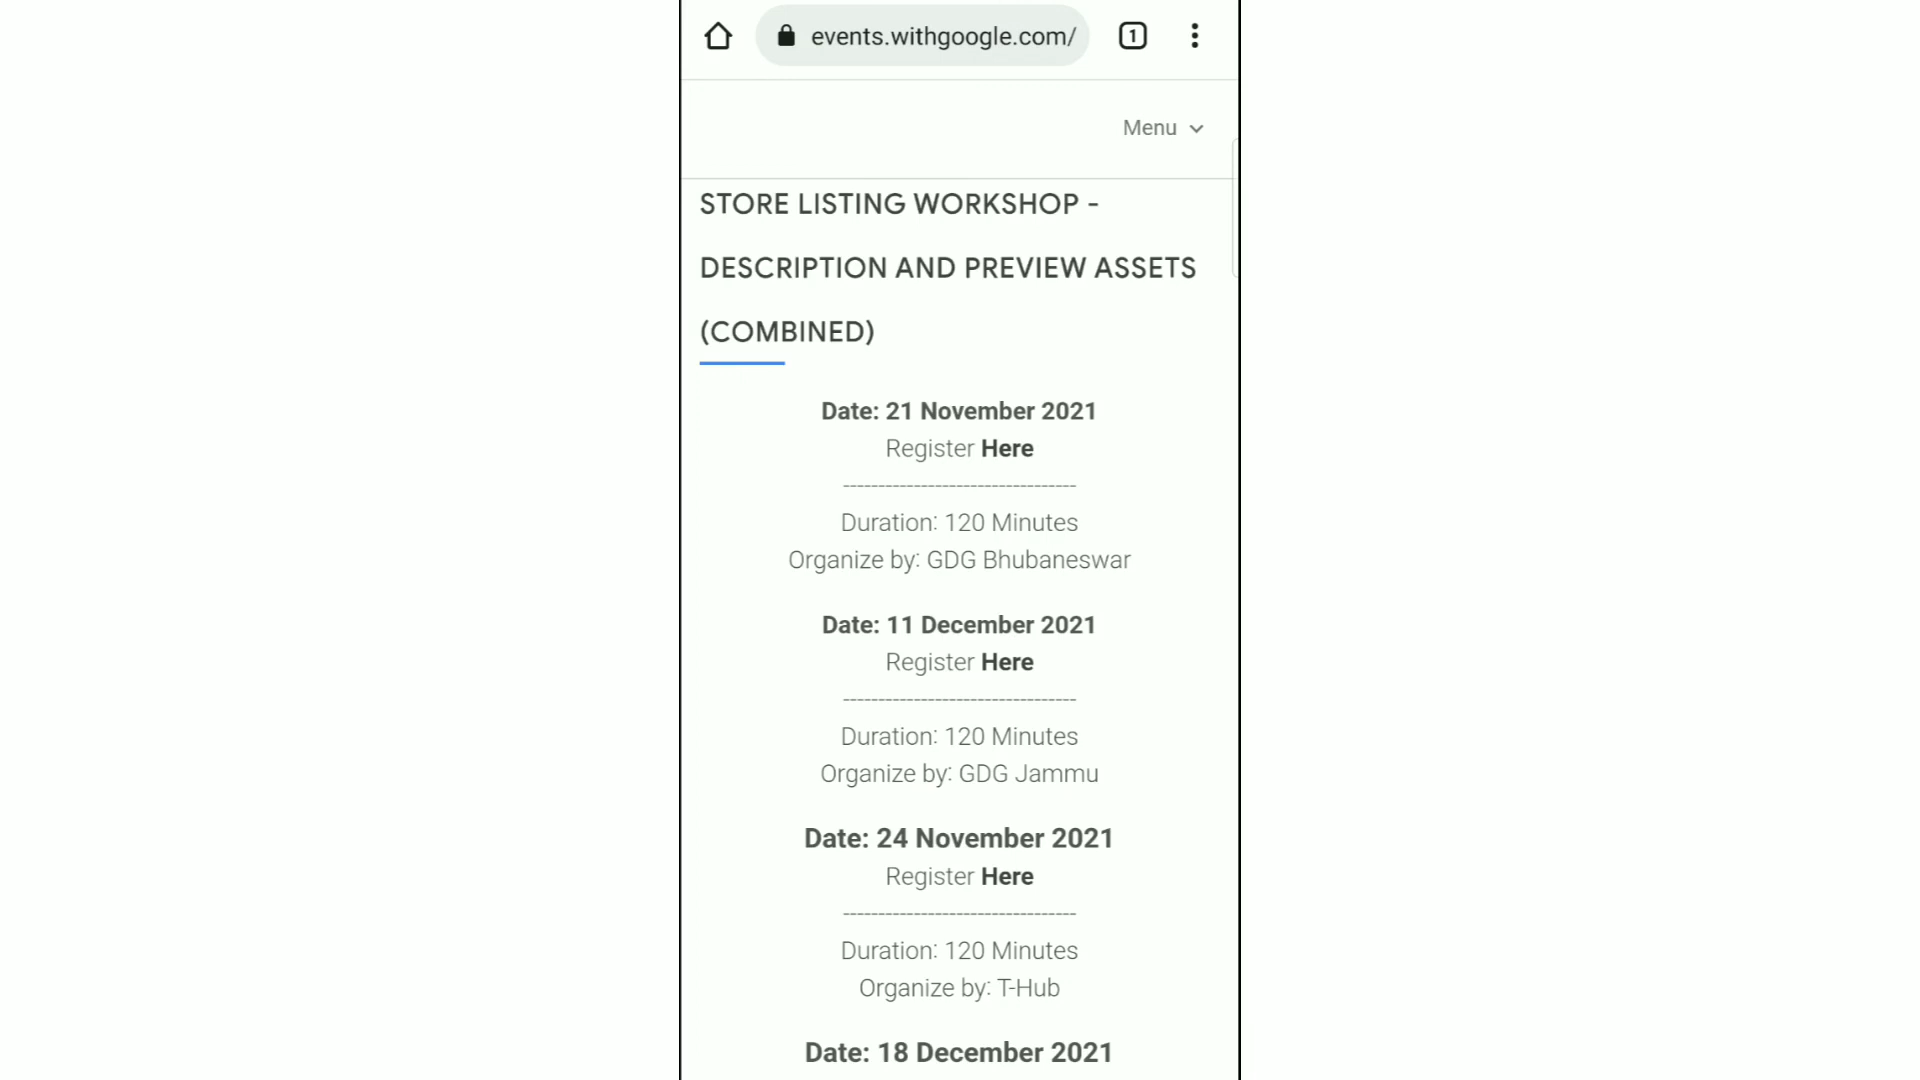 events.withgoogle.com/
1
Menu
STORE LISTING WORKSHOP -
DESCRIPTION AND PREVIEW ASSETS
(COMBINED)
Date: 21 November 2021
Register Here
---------------------------------
Duration: 120 Minutes
Organize by: GDG Bhubaneswar
Date: 11 December 2021
Register Here
---------------------------------
Duration: 120 Minutes
Organize by: GDG Jammu
Date: 24 November 2021
Register Here
---------------------------------
Duration: 120 Minutes
Organize by: T-Hub
Date: 18 December 2021